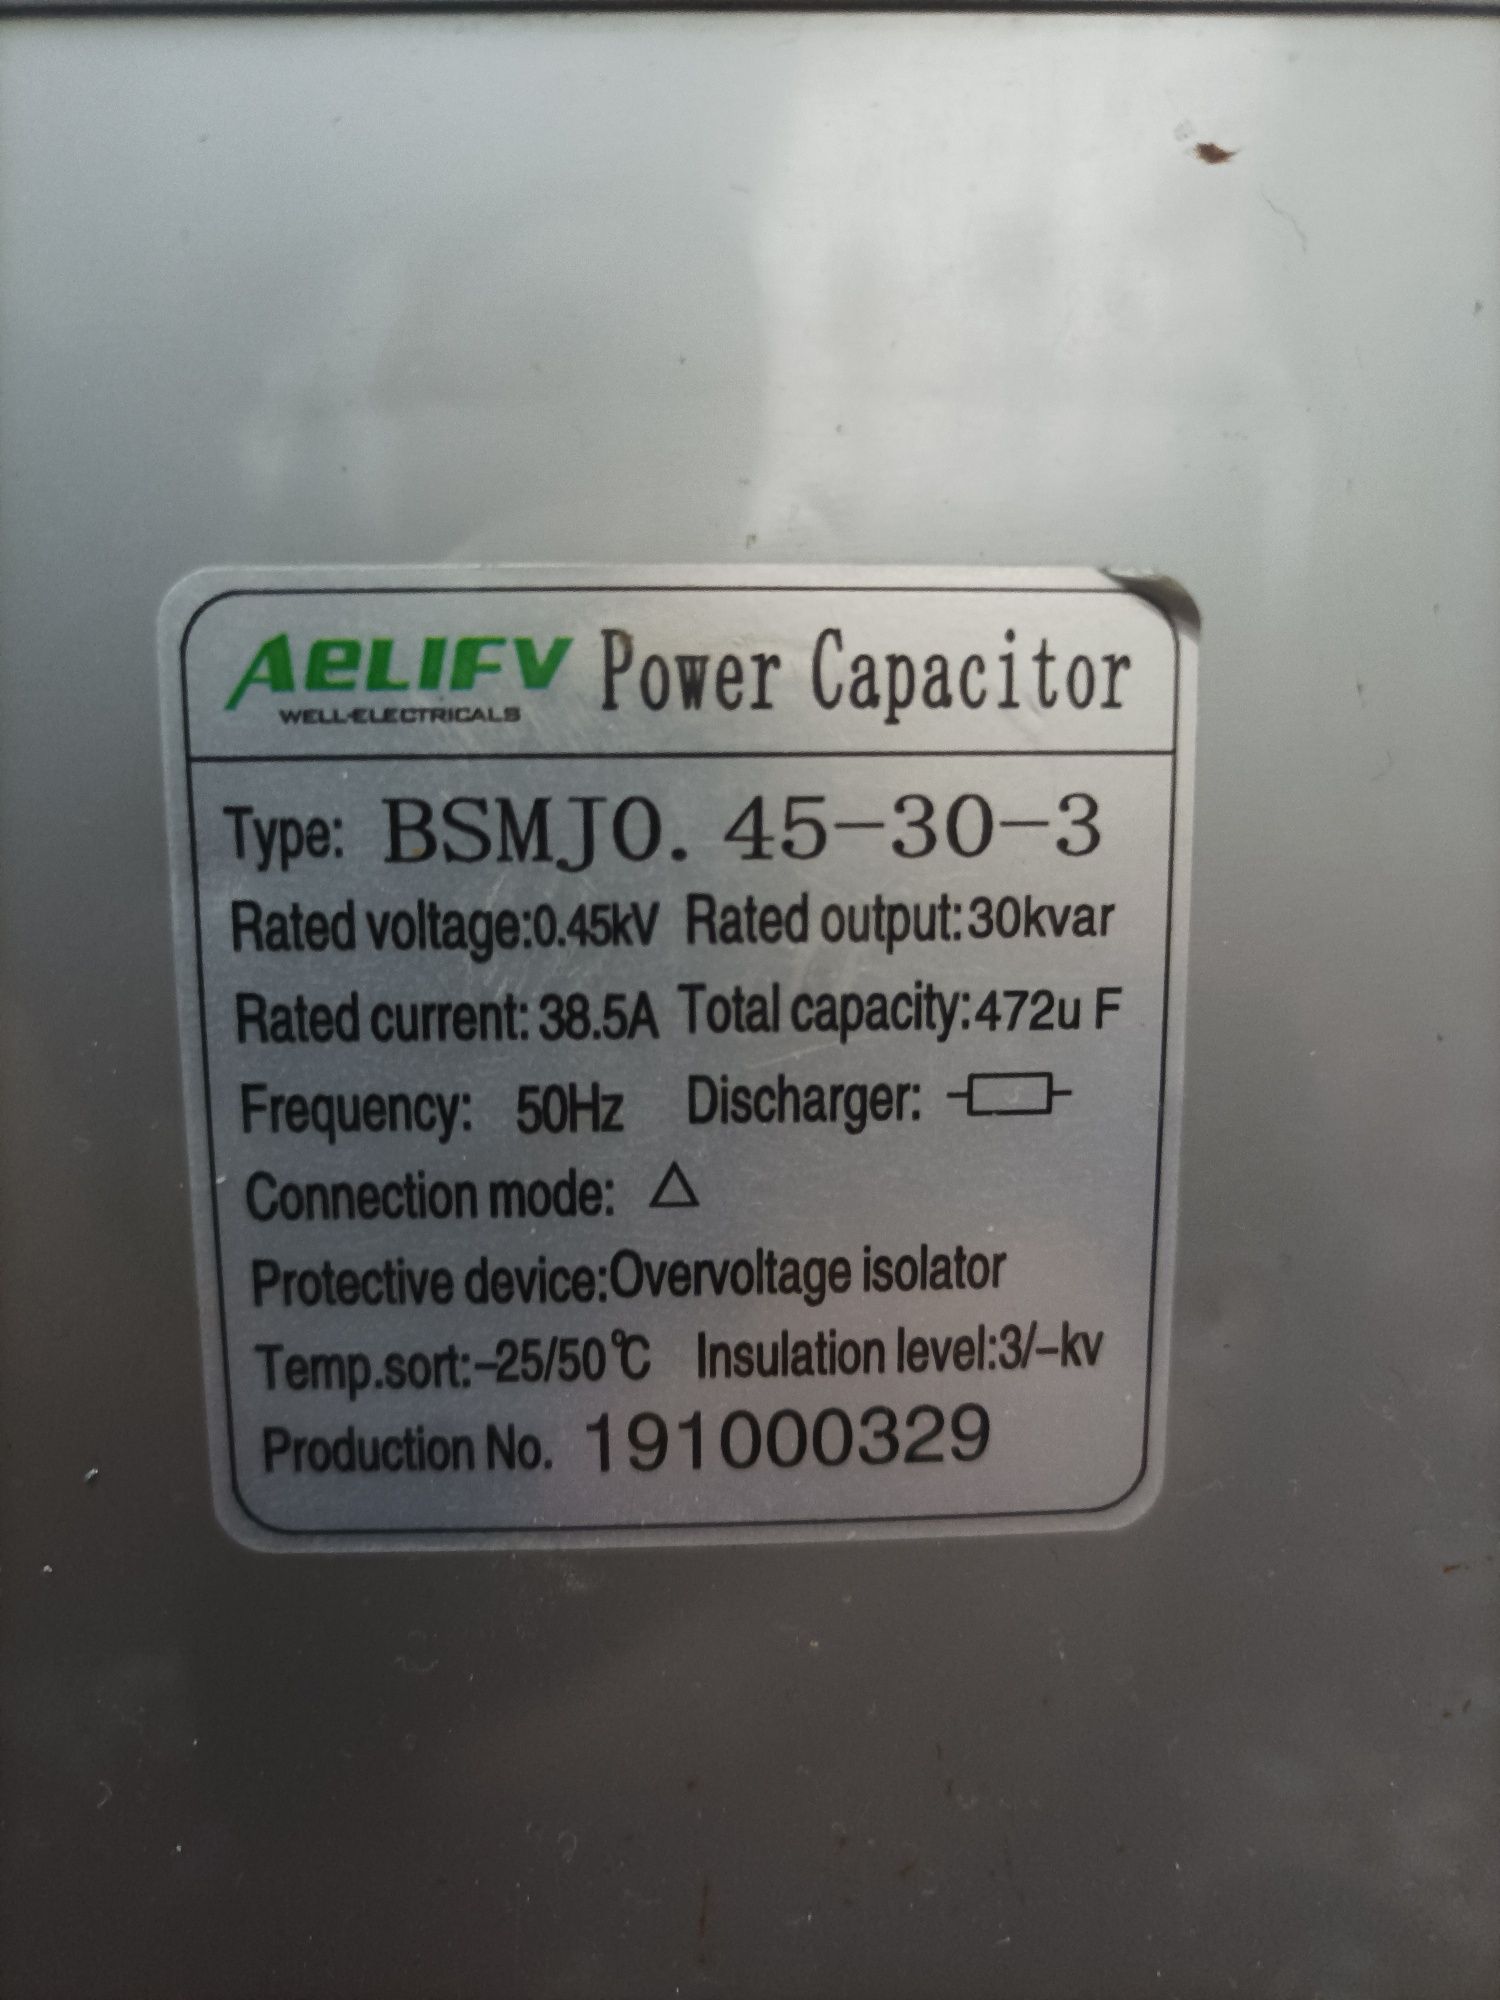 AELIFV Power Capacitor
WELL-ELECTRICALS
Type: BSMJ0. 45-30-3
Rated voltage:0.45kV Rated output:30kvar
Rated current: 38.5A Total capacity:472u F
Frequency: 50Hz Discharger:
Connection mode: △
Protective device:Overvoltage isolator
Temp.sort:-25/50℃ Insulation level:3/-kv
Production No. 191000329